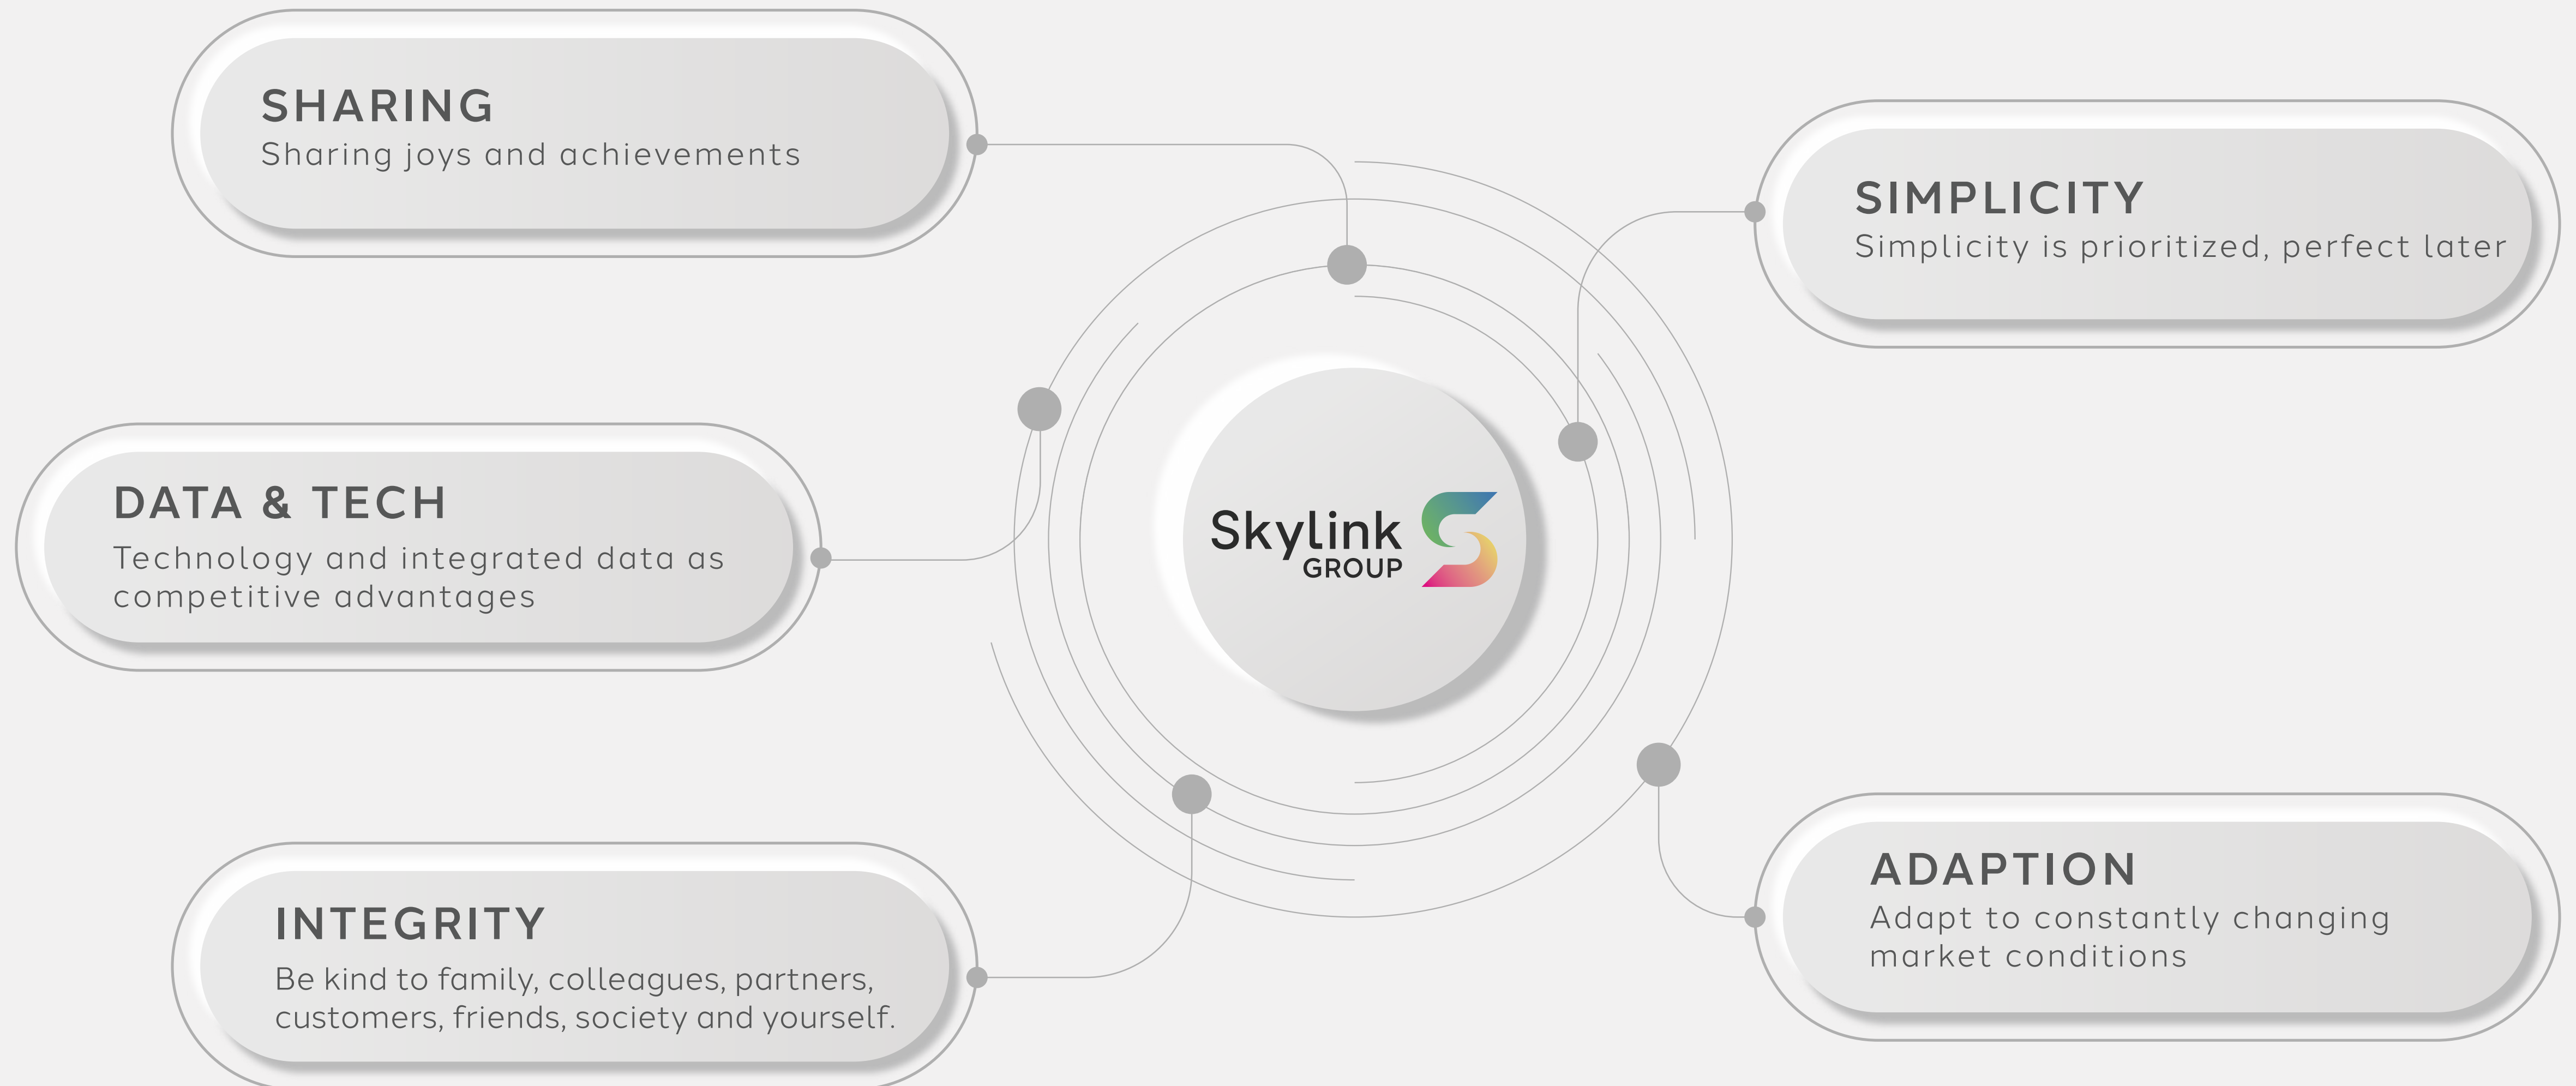 SHARING
Sharing joys and achievements
SIMPLICITY
Simplicity is prioritized, perfect later
DATA & TECH
Technology and integrated data as
competitive advantages
Skylink
GROUP
INTEGRITY
Be kind to family, colleagues, partners,
customers, friends, society and yourself.
ADAPTION
Adapt to constantly changing
market conditions